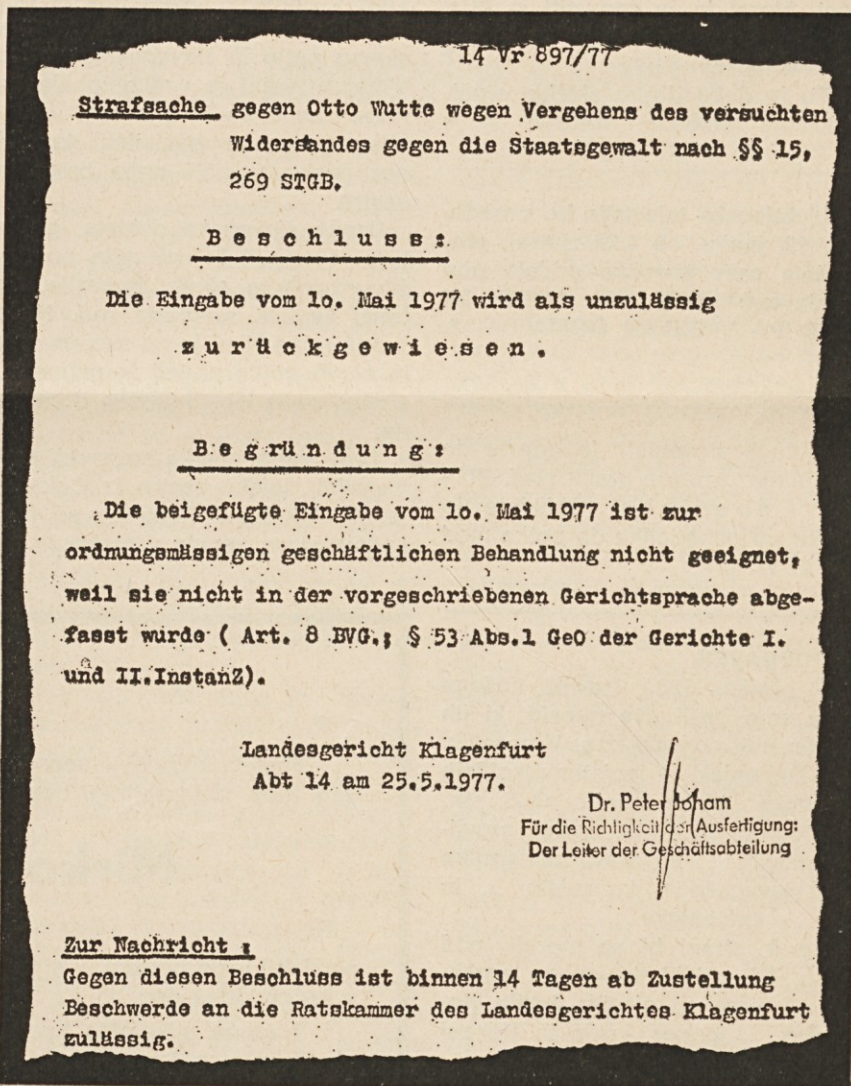 14 Vr 897/77
Strafsache gegen Otto Wutte wegen Vergehens des versuchten
Widerstandes gegen die Staatsgewalt nach §§ 15,
269 STGB.
Beschluss:
Die Eingabe vom 1o. Mai 1977 wird als unzulässig
zurückgewiesen.
Begründung:
Die beigefügte Eingabe vom 1o. Mai 1977 ist zur
ordnungsmässigen geschäftlichen Behandlung nicht geeignet,
weil sie nicht in der vorgeschriebenen Gerichtsprache abge-
fasst wurde ( Art. 8 BVG.; § 53 Abs.1 GeO der Gerichte I.
und II.InstanZ).
Landesgericht Klagenfurt
Abt 14 am 25.5.1977.
Dr. Peter Joham
Für die Richtigkeit der Ausfertigung:
Der Leiter der Geschäftsabteilung
Zur Nachricht :
Gegen diesen Beschluss ist binnen 14 Tagen ab Zustellung
Beschwerde an die Ratskammer des Landesgerichtes Klagenfurt
zulässig.